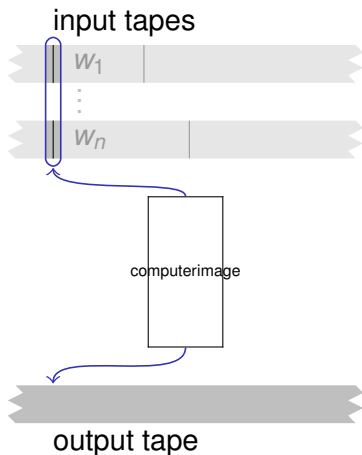 input tapes
w1
⋮
wn
computerimage
output tape